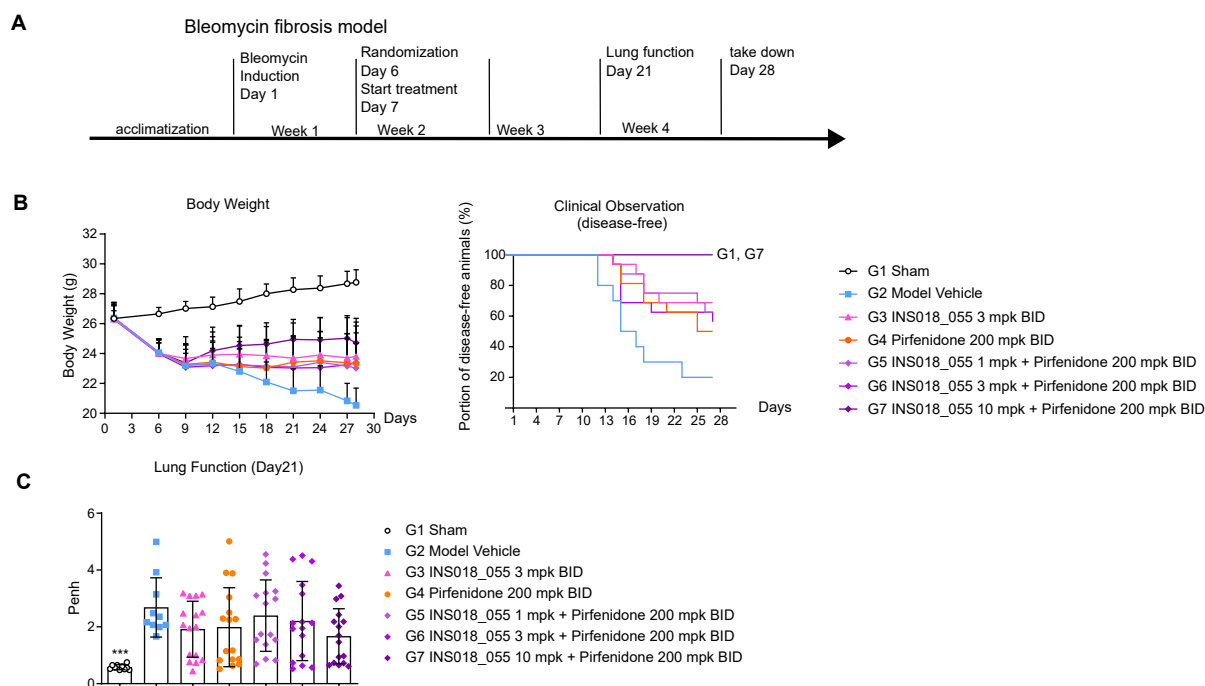 A
Bleomycin fibrosis model
Bleomycin
Induction
Day 1
Randomization
Day 6
Start treatment
Day 7
Lung function
Day 21
take down
Day 28
acclimatization
Week 1
Week 2
Week 3
Week 4
B
Body Weight
Body Weight (g)
32
30
28
26
24
22
20
0 3 6 9 12 15 18 21 24 27 30
Days
Clinical Observation
(disease-free)
Portion of disease-free animals (%)
100
80
60
40
20
1 4 7 10 13 16 19 22 25 28
Days
G1, G7
G1 Sham
G2 Model Vehicle
G3 INS018_055 3 mpk BID
G4 Pirfenidone 200 mpk BID
G5 INS018_055 1 mpk + Pirfenidone 200 mpk BID
G6 INS018_055 3 mpk + Pirfenidone 200 mpk BID
G7 INS018_055 10 mpk + Pirfenidone 200 mpk BID
C
Lung Function (Day21)
Penh
6
4
2
0
***
G1 Sham
G2 Model Vehicle
G3 INS018_055 3 mpk BID
G4 Pirfenidone 200 mpk BID
G5 INS018_055 1 mpk + Pirfenidone 200 mpk BID
G6 INS018_055 3 mpk + Pirfenidone 200 mpk BID
G7 INS018_055 10 mpk + Pirfenidone 200 mpk BID